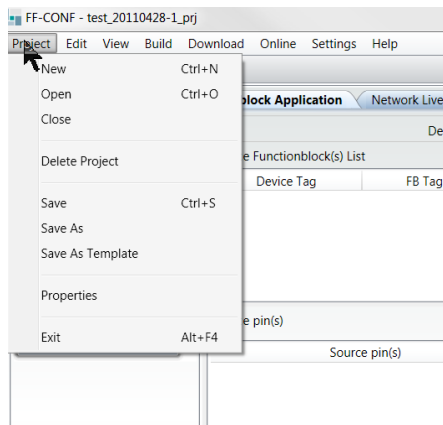 FF-CONF - test_20110428-1_prj
Project Edit View Build Download Online Settings Help
New Ctrl+N
Open Ctrl+O
Close
Delete Project
Save Ctrl+S
Save As
Save As Template
Properties
Exit Alt+F4
block Application Network Live
De
e Functionblock(s) List
Device Tag FB Tag
e pin(s)
Source pin(s)